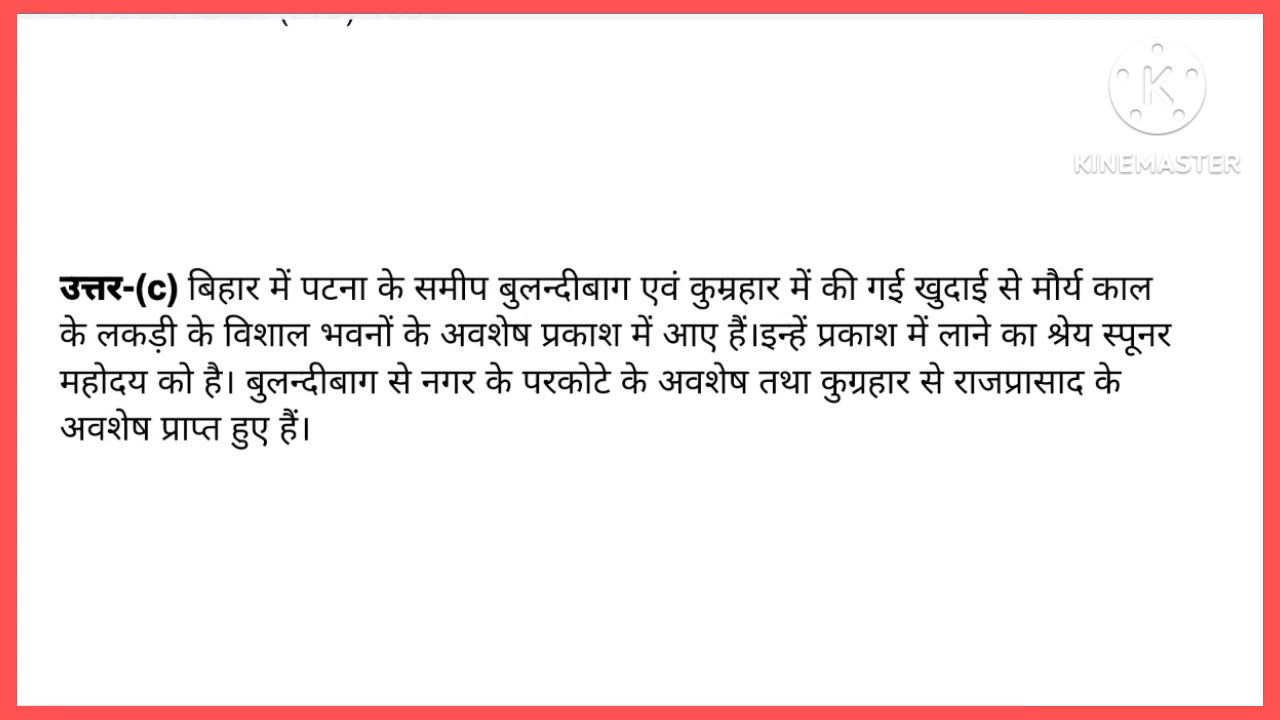 KINEMASTER
उत्तर-(c) बिहार में पटना के समीप बुलन्दीबाग एवं कुम्रहार में की गई खुदाई से मौर्य काल
के लकड़ी के विशाल भवनों के अवशेष प्रकाश में आए हैं।इन्हें प्रकाश में लाने का श्रेय स्पूनर
महोदय को है। बुलन्दीबाग से नगर के परकोटे के अवशेष तथा कुग्रहार से राजप्रासाद के
अवशेष प्राप्त हुए हैं।